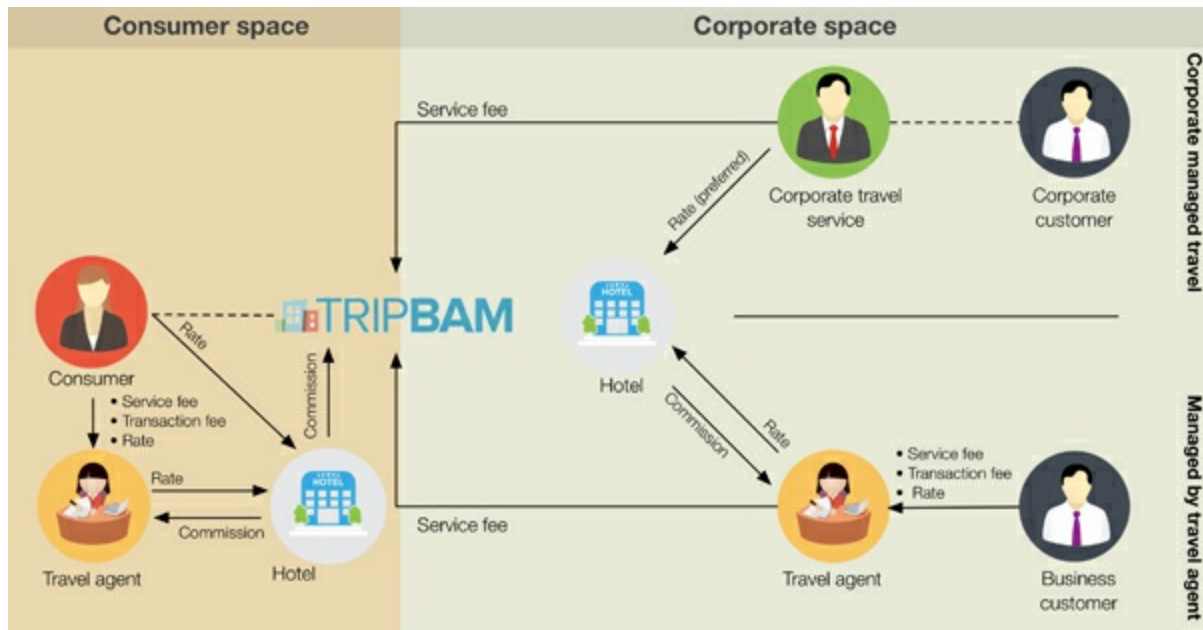 Consumer space
Corporate space
Service fee
Rate (preferred)
Corporate travel
service
Corporate
customer
Corporate managed travel
Consumer
Rate
TRIPBAM
Commission
HOTEL
Hotel
• Service fee
• Transaction fee
• Rate
Travel agent
Rate
Commission
HOTEL
Hotel
Service fee
Commission
Rate
Travel agent
• Service fee
• Transaction fee
• Rate
Business
customer
Managed by travel agent